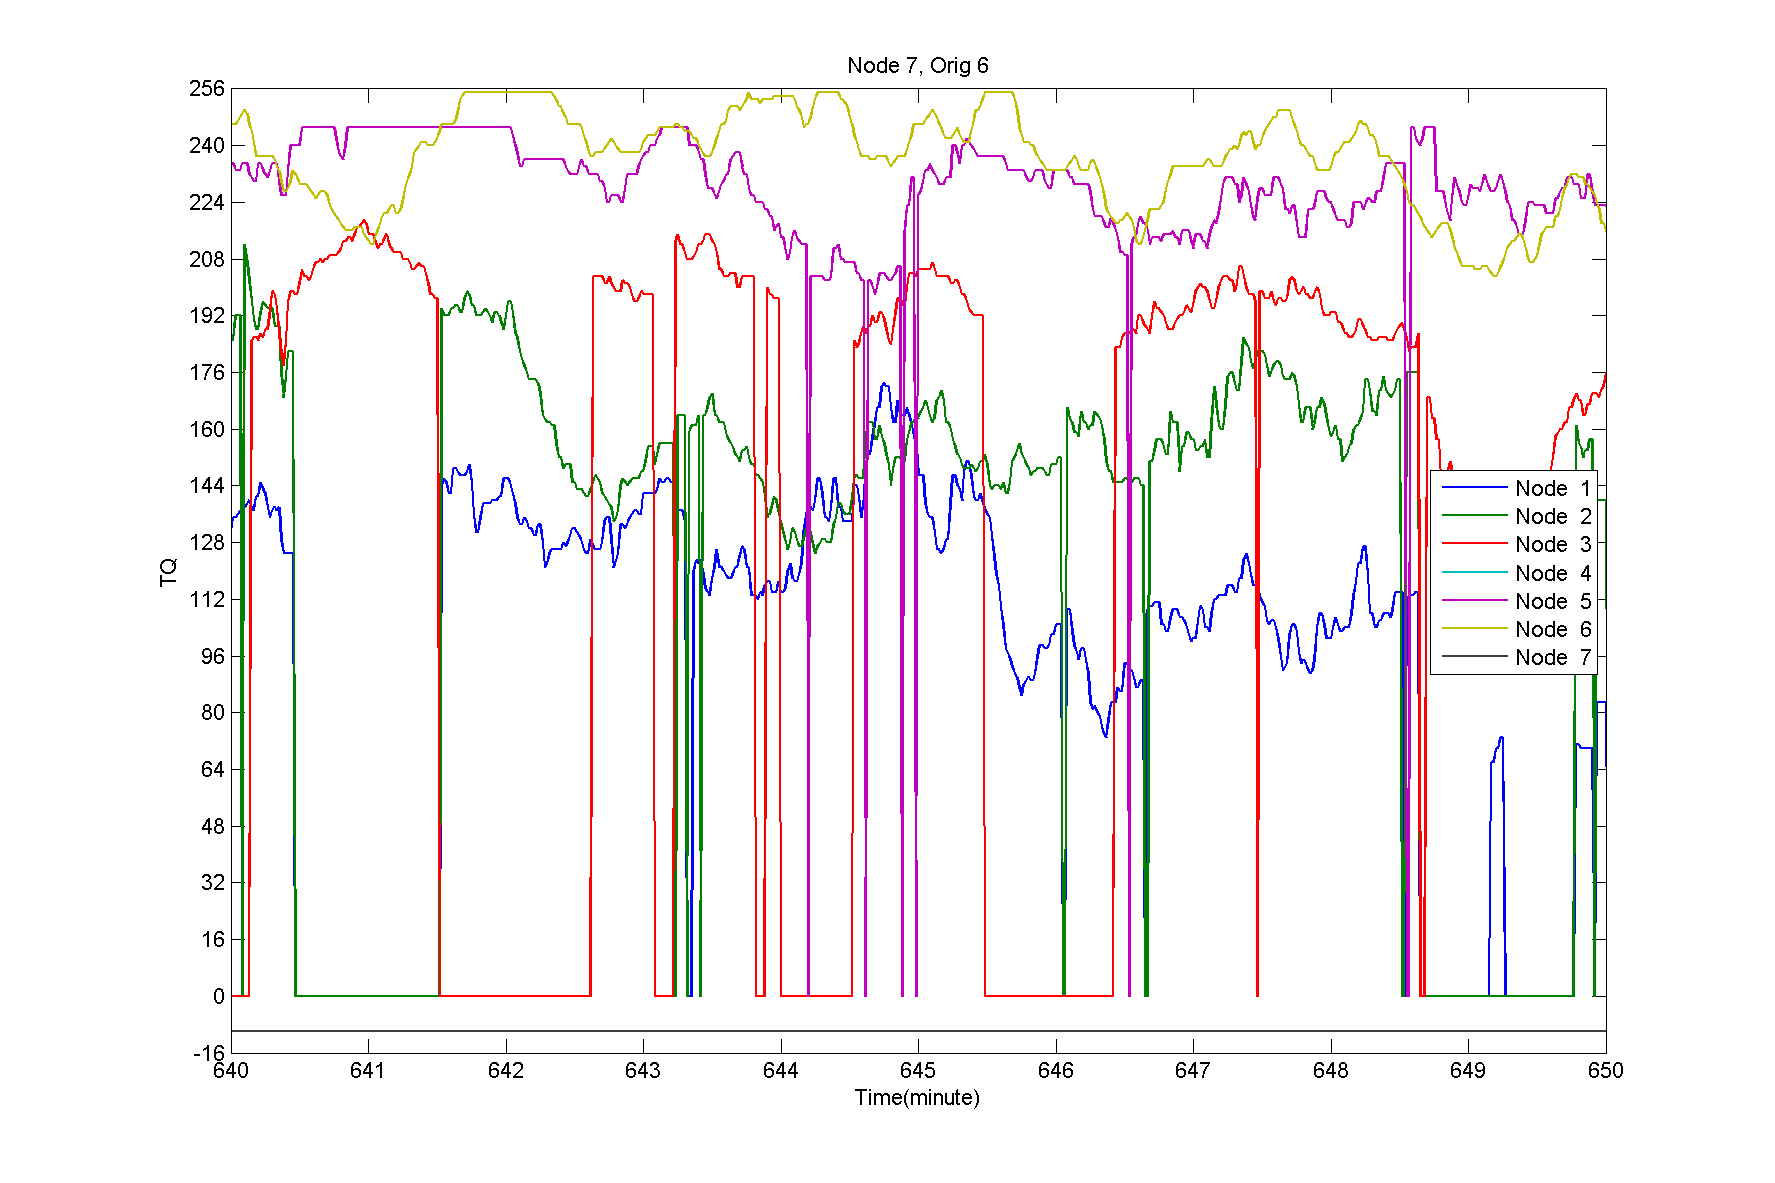 Node 7, Orig 6
256
240
224
208
192
176
160
144
128
112
96
80
64
48
32
16
0
-16
TQ
Node 1
Node 2
Node 3
Node 4
Node 5
Node 6
Node 7
640 641 642 643 644 645 646 647 648 649 650
Time(minute)